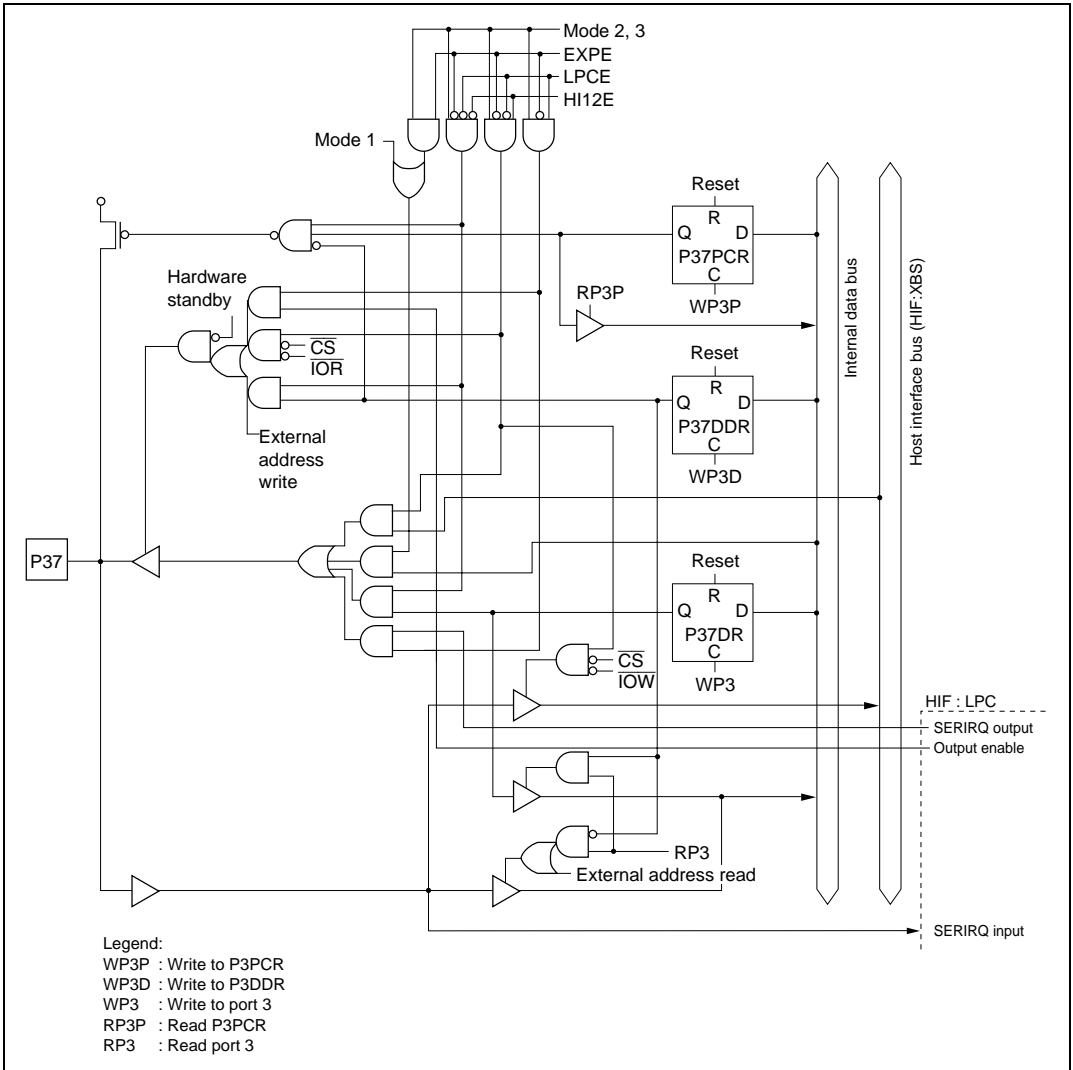 Mode 2, 3
EXPE
LPCE
HI12E
Mode 1
Reset
R
Q D
P37PCR
C
WP3P
Hardware
standby
RP3P
CS
IOR
Reset
R
Q D
P37DDR
C
WP3D
External
address
write
Internal data bus
Host interface bus (HIF:XBS)
P37
Reset
R
Q D
P37DR
C
WP3
CS
IOW
HIF : LPC
SERIRQ output
Output enable
RP3
External address read
SERIRQ input
Legend:
WP3P : Write to P3PCR
WP3D : Write to P3DDR
WP3 : Write to port 3
RP3P : Read P3PCR
RP3 : Read port 3